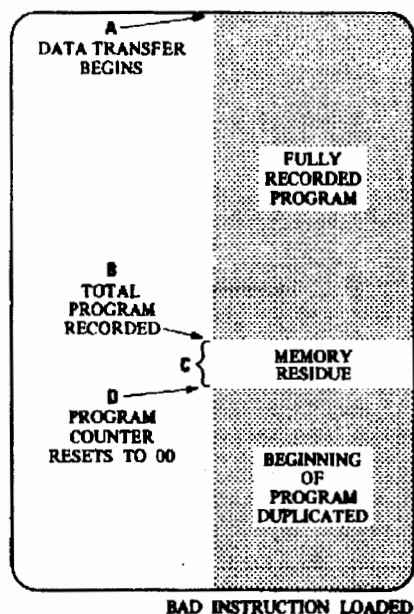 A
DATA TRANSFER
BEGINS
FULLY
RECORDED
PROGRAM
B
TOTAL
PROGRAM
RECORDED
C
MEMORY
RESIDUE
D
PROGRAM
COUNTER
RESETS TO 00
BEGINNING
OF
PROGRAM
DUPLICATED
BAD INSTRUCTION LOADED